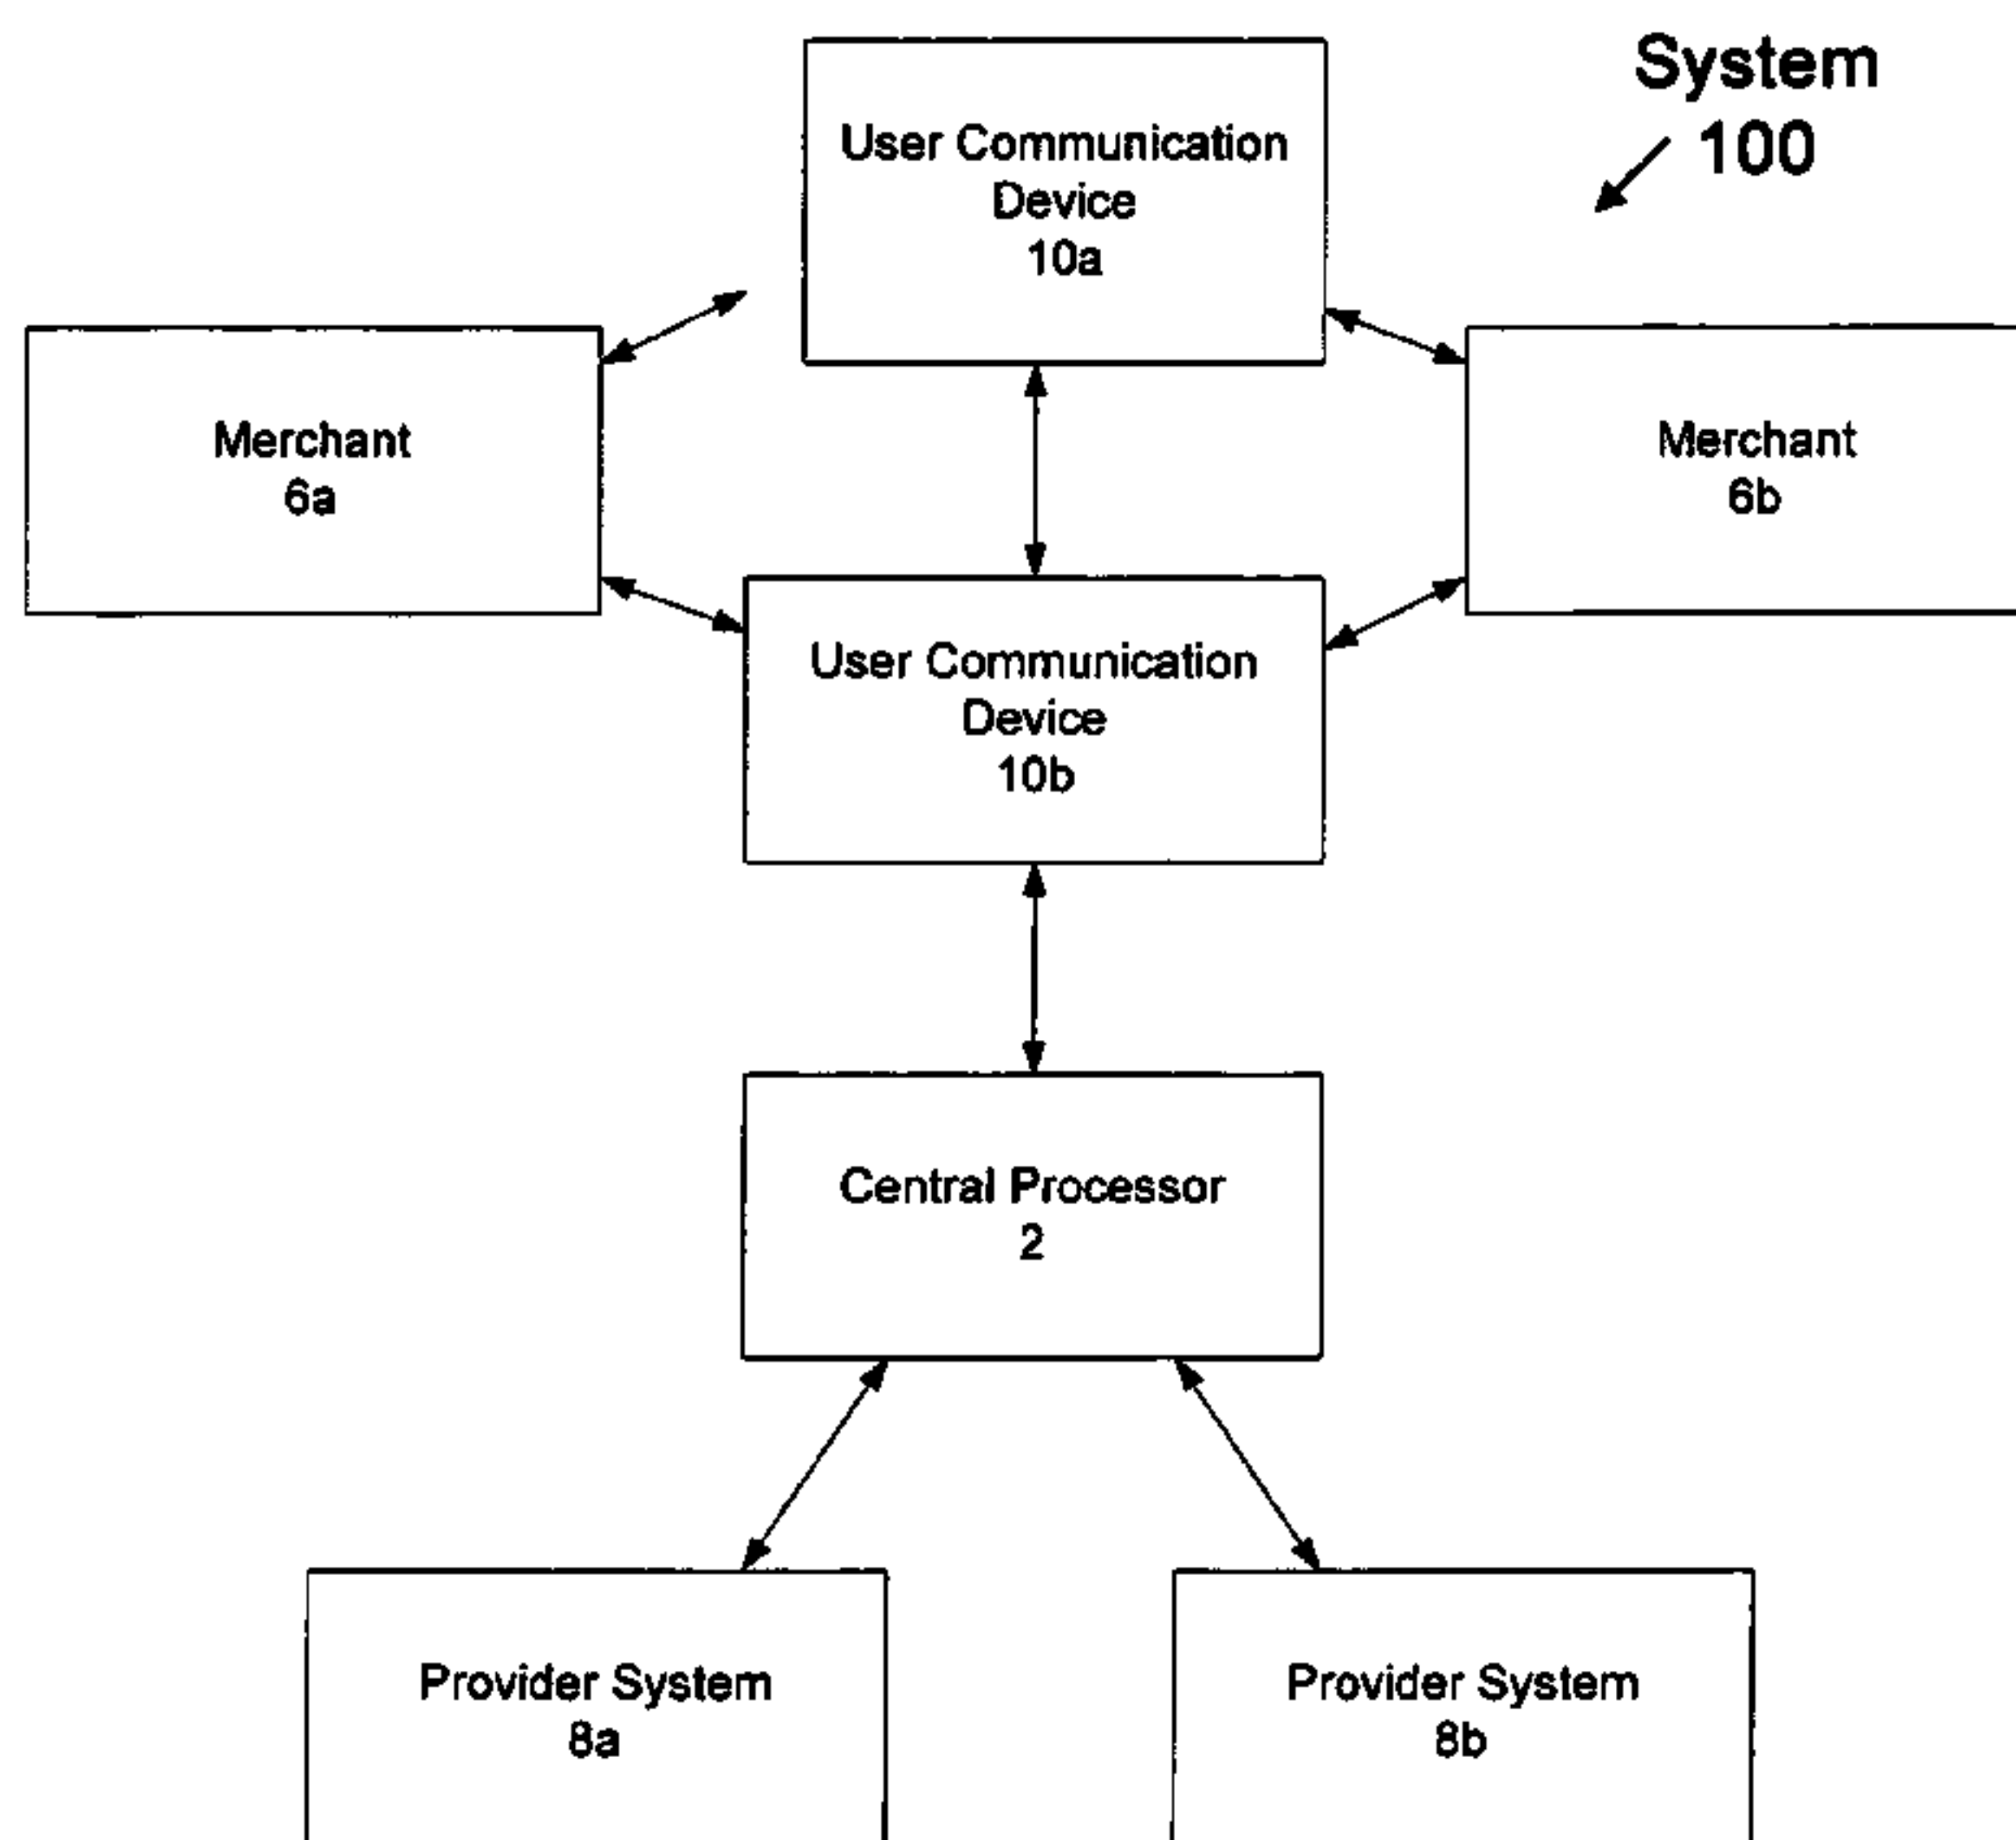 System
100
User Communication
Device
10a
Merchant
6a
Merchant
6b
User Communication
Device
10b
Central Processor
2
Provider System
8a
Provider System
8b